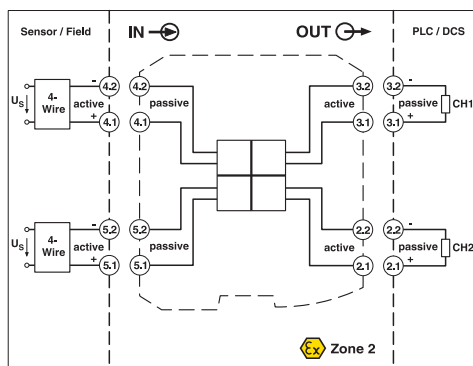 Sensor / Field IN OUT PLC / DCS
4-
Wire
U_S
-
active
+
4.2
4.1
4.2
passive
4.1
3.2
active
3.1
3.2
-
passive
+
3.1
CH1
4-
Wire
U_S
-
active
+
5.2
5.1
5.2
passive
5.1
2.2
active
2.1
2.2
-
passive
+
2.1
CH2
Ex Zone 2